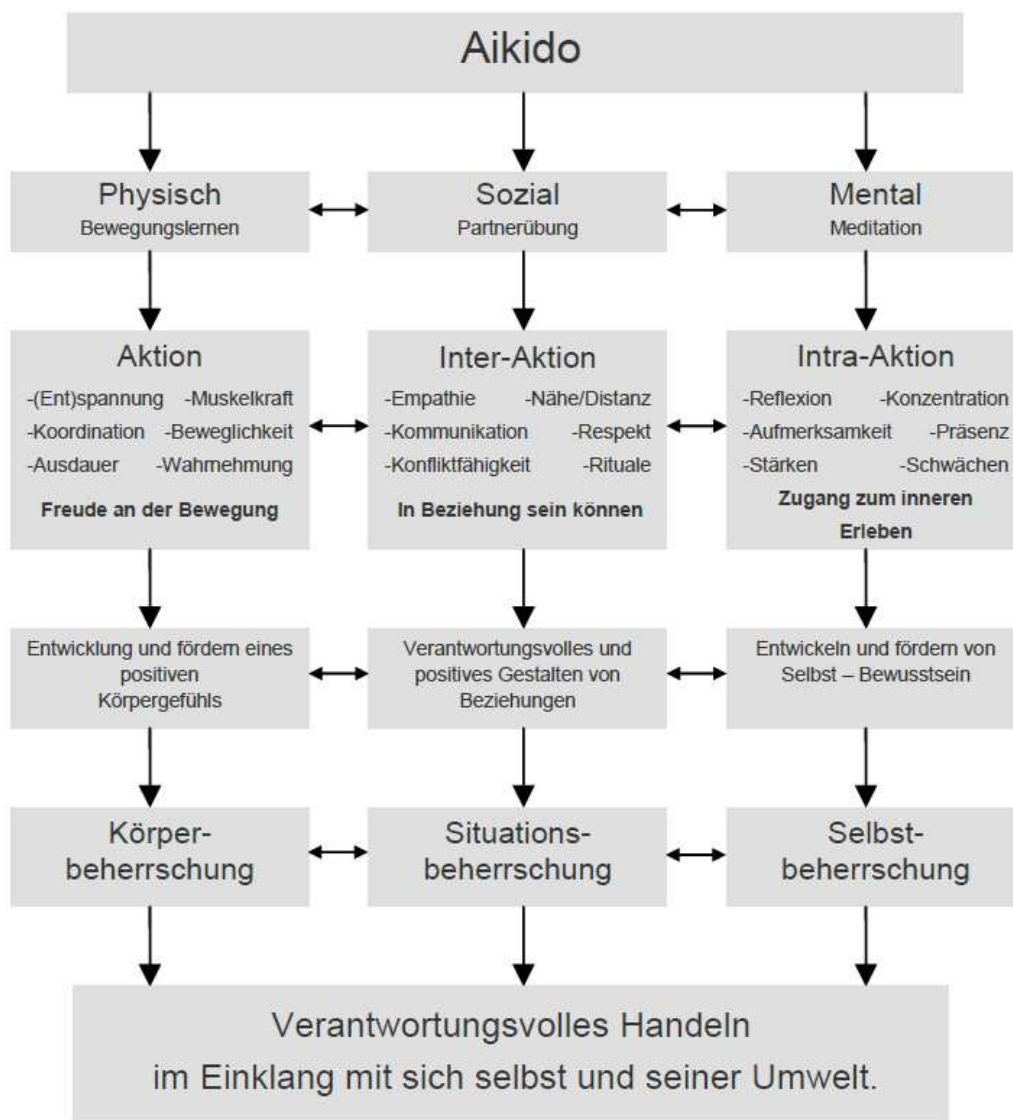 Aikido
Physisch
Bewegungslernen
Sozial
Partnerübung
Mental
Meditation
Aktion
-(Ent)spannung -Muskelkraft
-Koordination -Beweglichkeit
-Ausdauer -Wahrnehmung
Freude an der Bewegung
Inter-Aktion
-Empathie -Nähe/Distanz
-Kommunikation -Respekt
-Konfliktfähigkeit -Rituale
In Beziehung sein können
Intra-Aktion
-Reflexion -Konzentration
-Aufmerksamkeit -Präsenz
-Stärken -Schwächen
Zugang zum inneren
Erleben
Entwicklung und fördern eines
positiven
Körpergefühls
Verantwortungsvolles und
positives Gestalten von
Beziehungen
Entwickeln und fördern von
Selbst – Bewusstsein
Körper-
beherrschung
Situations-
beherrschung
Selbst-
beherrschung
Verantwortungsvolles Handeln
im Einklang mit sich selbst und seiner Umwelt.